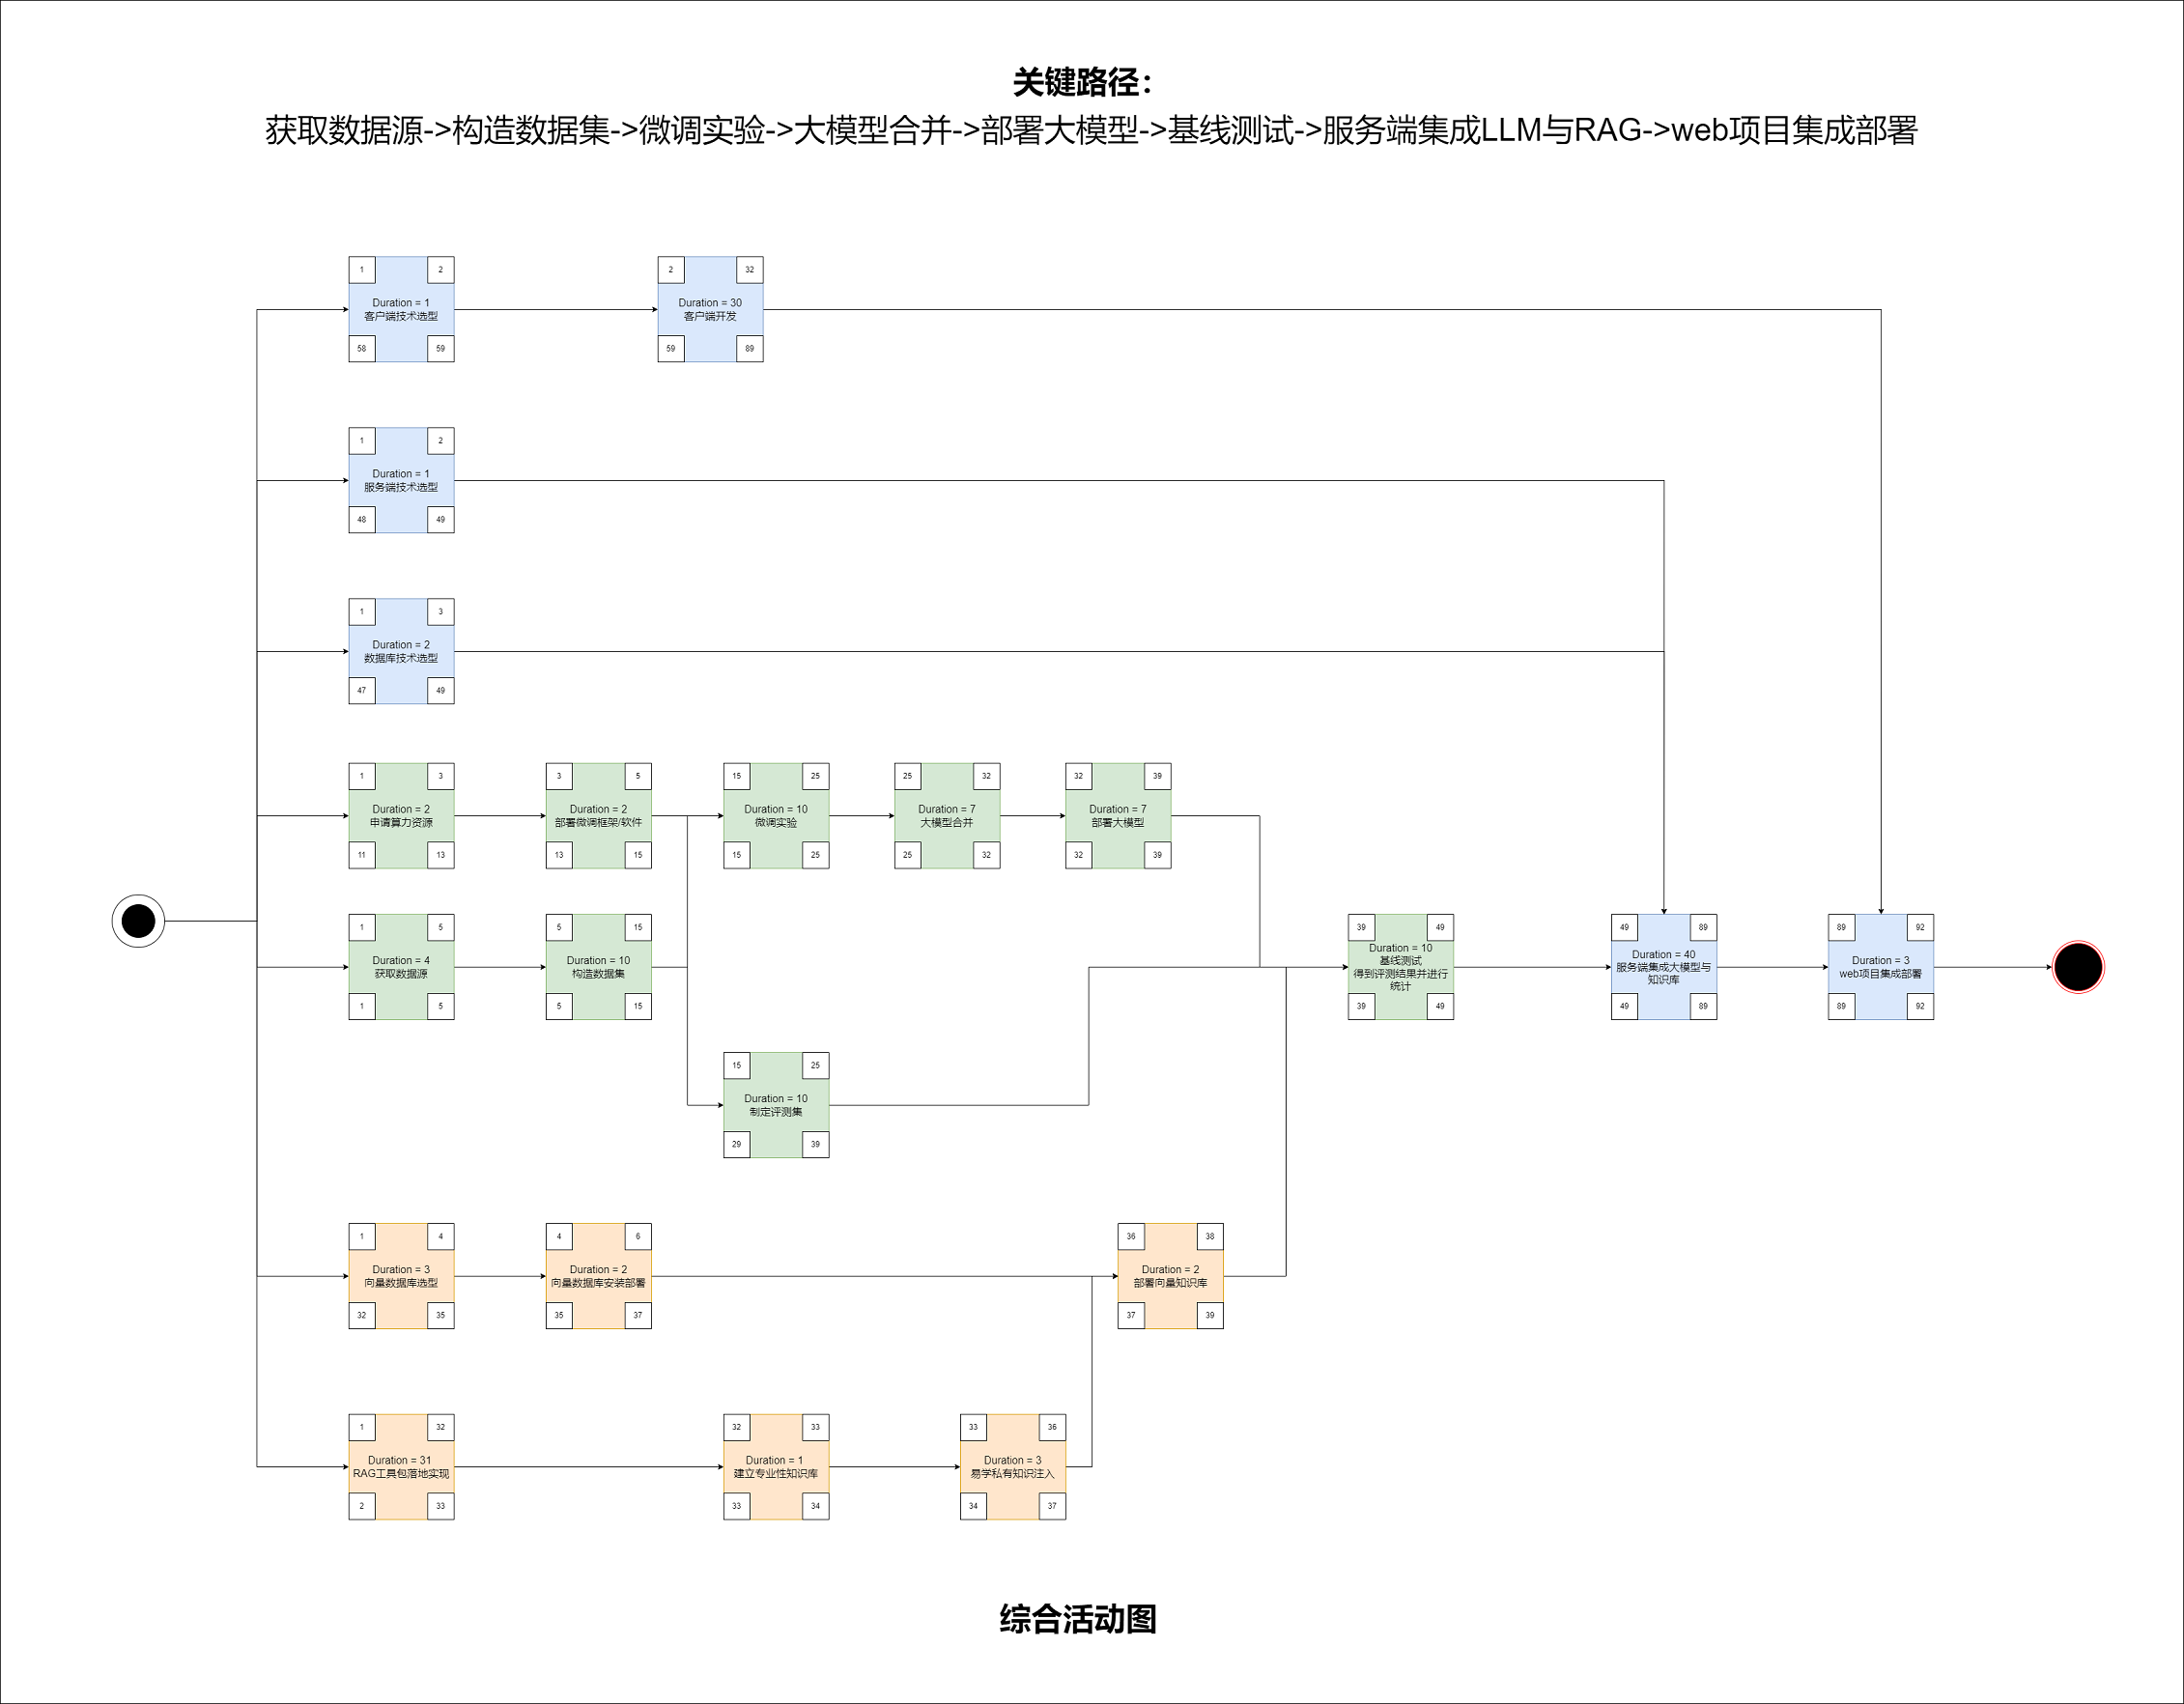 关键路径：
获取数据源->构造数据集->微调实验->大模型合并->部署大模型->基线测试->服务端集成LLM与RAG->web项目集成部署
1
2
Duration = 1
客户端技术选型
58
59
2
32
Duration = 30
客户端开发
59
89
1
2
Duration = 1
服务端技术选型
48
49
1
3
Duration = 2
数据库技术选型
47
49
1
3
Duration = 2
申请算力资源
11
13
3
5
Duration = 2
部署微调框架/软件
13
15
15
25
Duration = 10
微调实验
15
25
25
32
Duration = 7
大模型合并
25
32
32
39
Duration = 7
部署大模型
32
39
1
5
Duration = 4
获取数据源
1
5
5
15
Duration = 10
构造数据集
5
15
39
49
Duration = 10
基线测试
得到评测结果并进行
统计
39
49
49
89
Duration = 40
服务端集成大模型与
知识库
49
89
89
92
Duration = 3
web项目集成部署
89
92
15
25
Duration = 10
制定评测集
29
39
1
4
Duration = 3
向量数据库选型
32
35
4
6
Duration = 2
向量数据库安装部署
35
37
36
38
Duration = 2
部署向量知识库
37
39
1
32
Duration = 31
RAG工具包落地实现
2
33
32
33
Duration = 1
建立专业性知识库
33
34
33
36
Duration = 3
易学私有知识注入
34
37
综合活动图